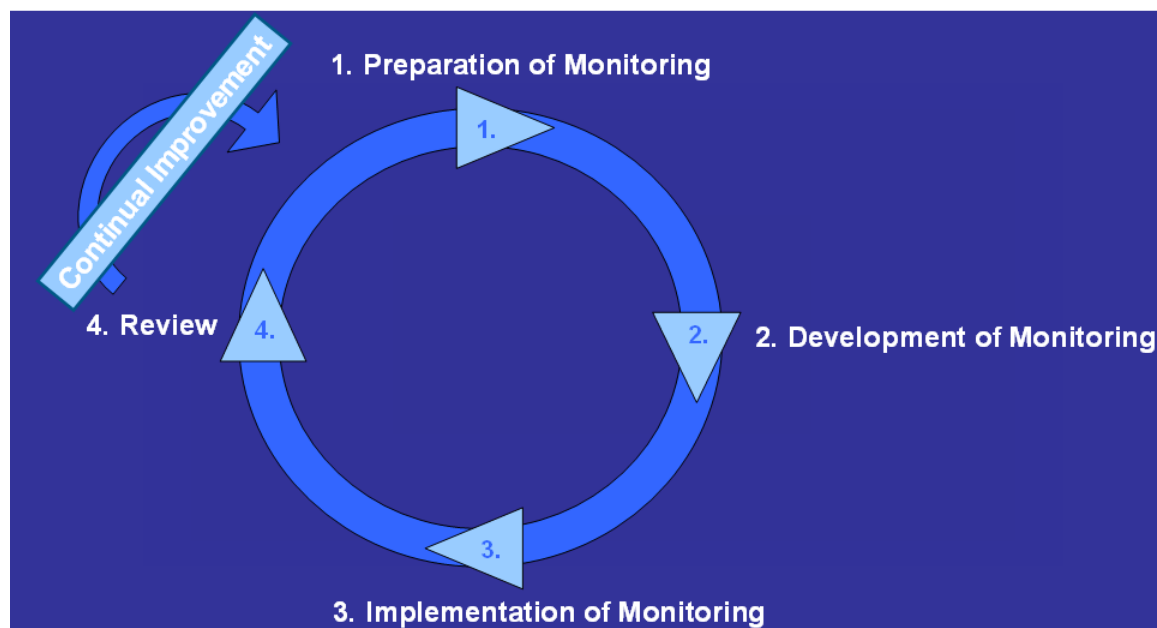 Continual Improvement
1. Preparation of Monitoring
1.
2.
2. Development of Monitoring
4. Review
4.
3.
3. Implementation of Monitoring